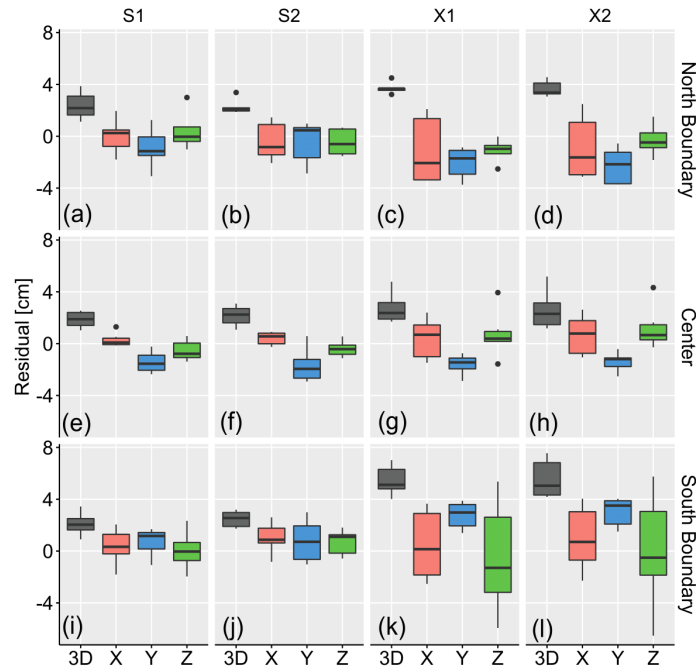 S1 S2 X1 X2
8
4
0
-4
(a) (b) (c) (d)
North Boundary
8
4
0
-4
(e) (f) (g) (h)
Center
Residual [cm]
8
4
0
-4
(i) (j) (k) (l)
South Boundary
3D X Y Z 3D X Y Z 3D X Y Z 3D X Y Z